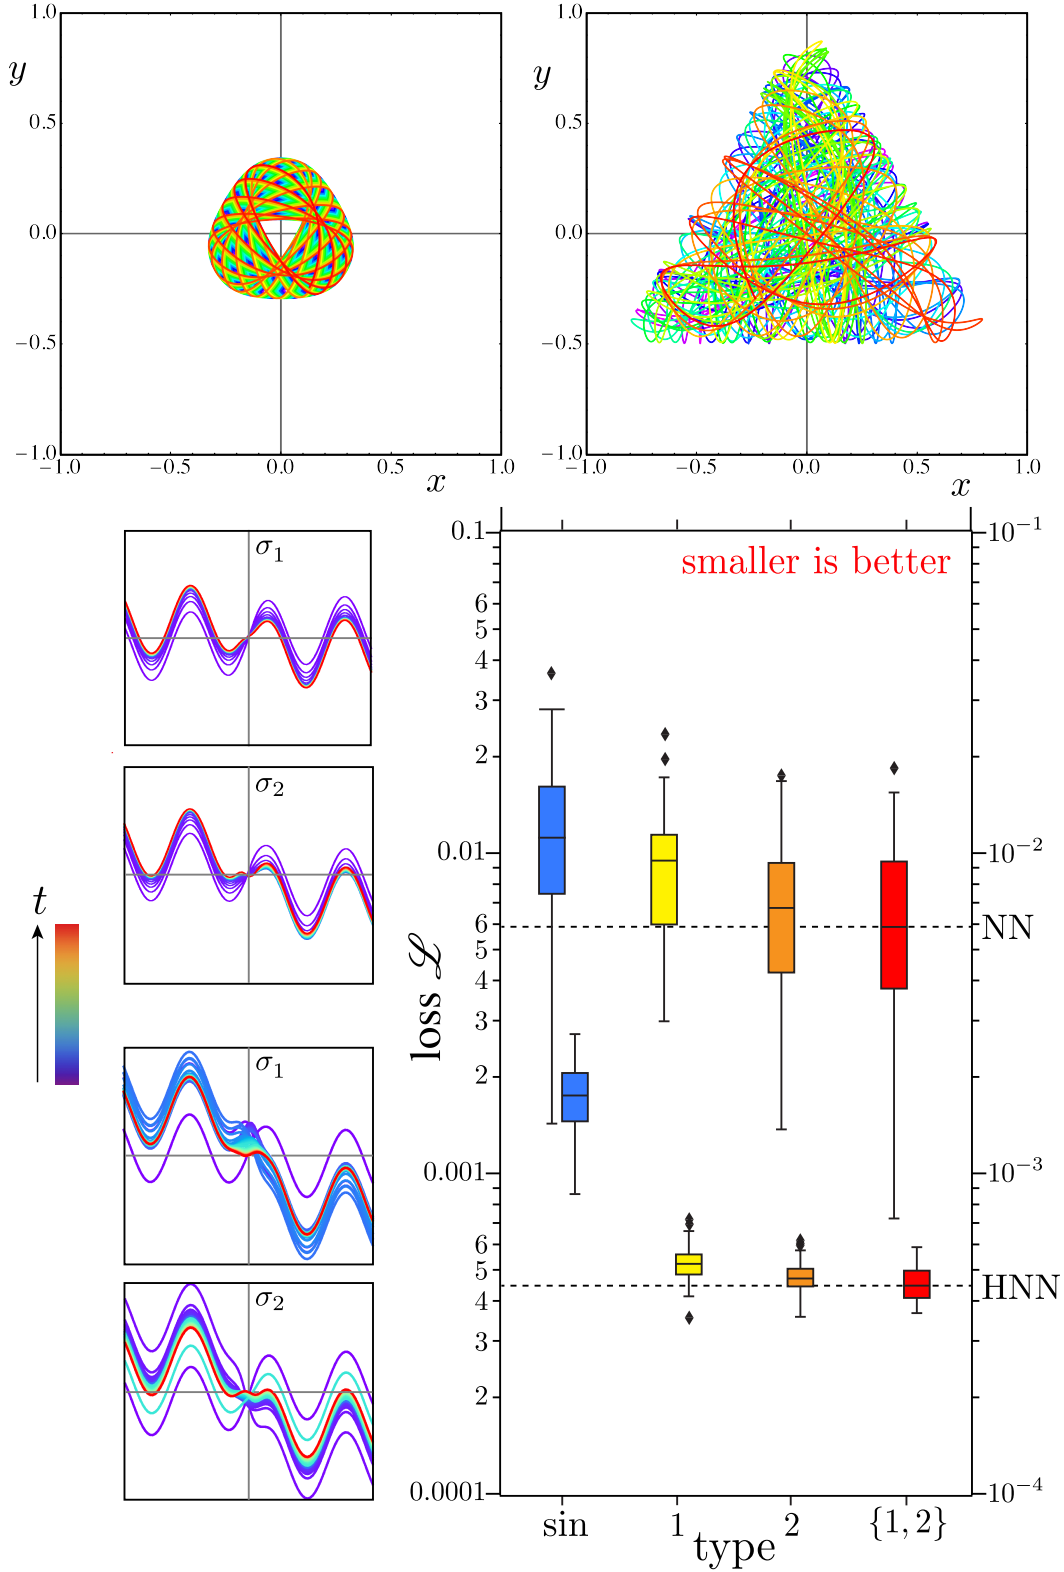 1.0
y
0.5
0.0
−0.5
−1.0
−1.0 −0.5 0.0 0.5 1.0
x
1.0
y
0.5
0.0
−0.5
−1.0
−1.0 −0.5 0.0 0.5 1.0
x
σ1
σ2
t
σ1
σ2
smaller is better
0.1
6
5
4
3
2
0.01
6
5
4
3
2
0.001
6
5
4
3
2
0.0001
loss ℒ
10⁻¹
10⁻²
NN
10⁻³
HNN
10⁻⁴
sin 1 2 {1, 2}
type